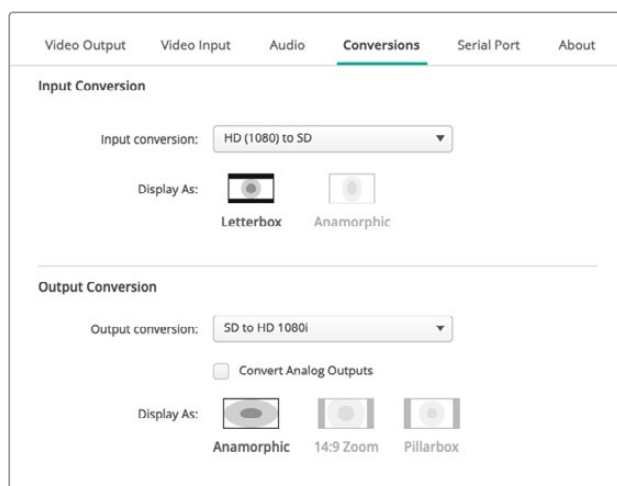 Video Output Video Input Audio Conversions Serial Port About
Input Conversion
Input conversion: HD (1080) to SD
Display As:
Letterbox Anamorphic
Output Conversion
Output conversion: SD to HD 1080i
Convert Analog Outputs
Display As:
Anamorphic 14:9 Zoom Pillarbox